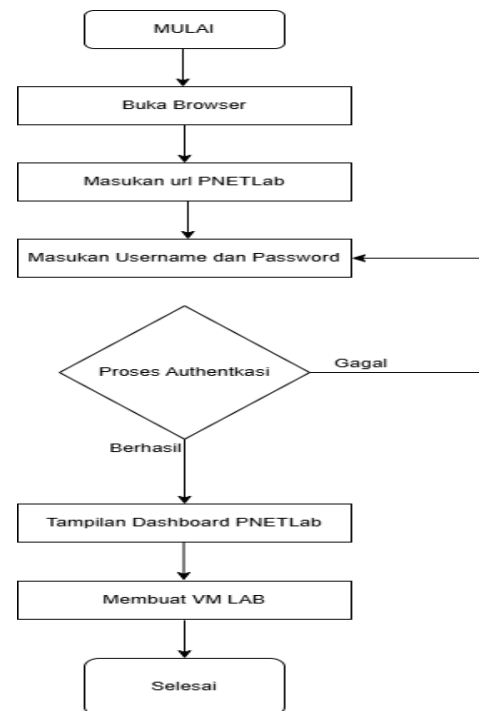 MULAI
Buka Browser
Masukan url PNETLab
Masukan Username dan Password
Proses Authentkasi
Gagal
Berhasil
Tampilan Dashboard PNETLab
Membuat VM LAB
Selesai